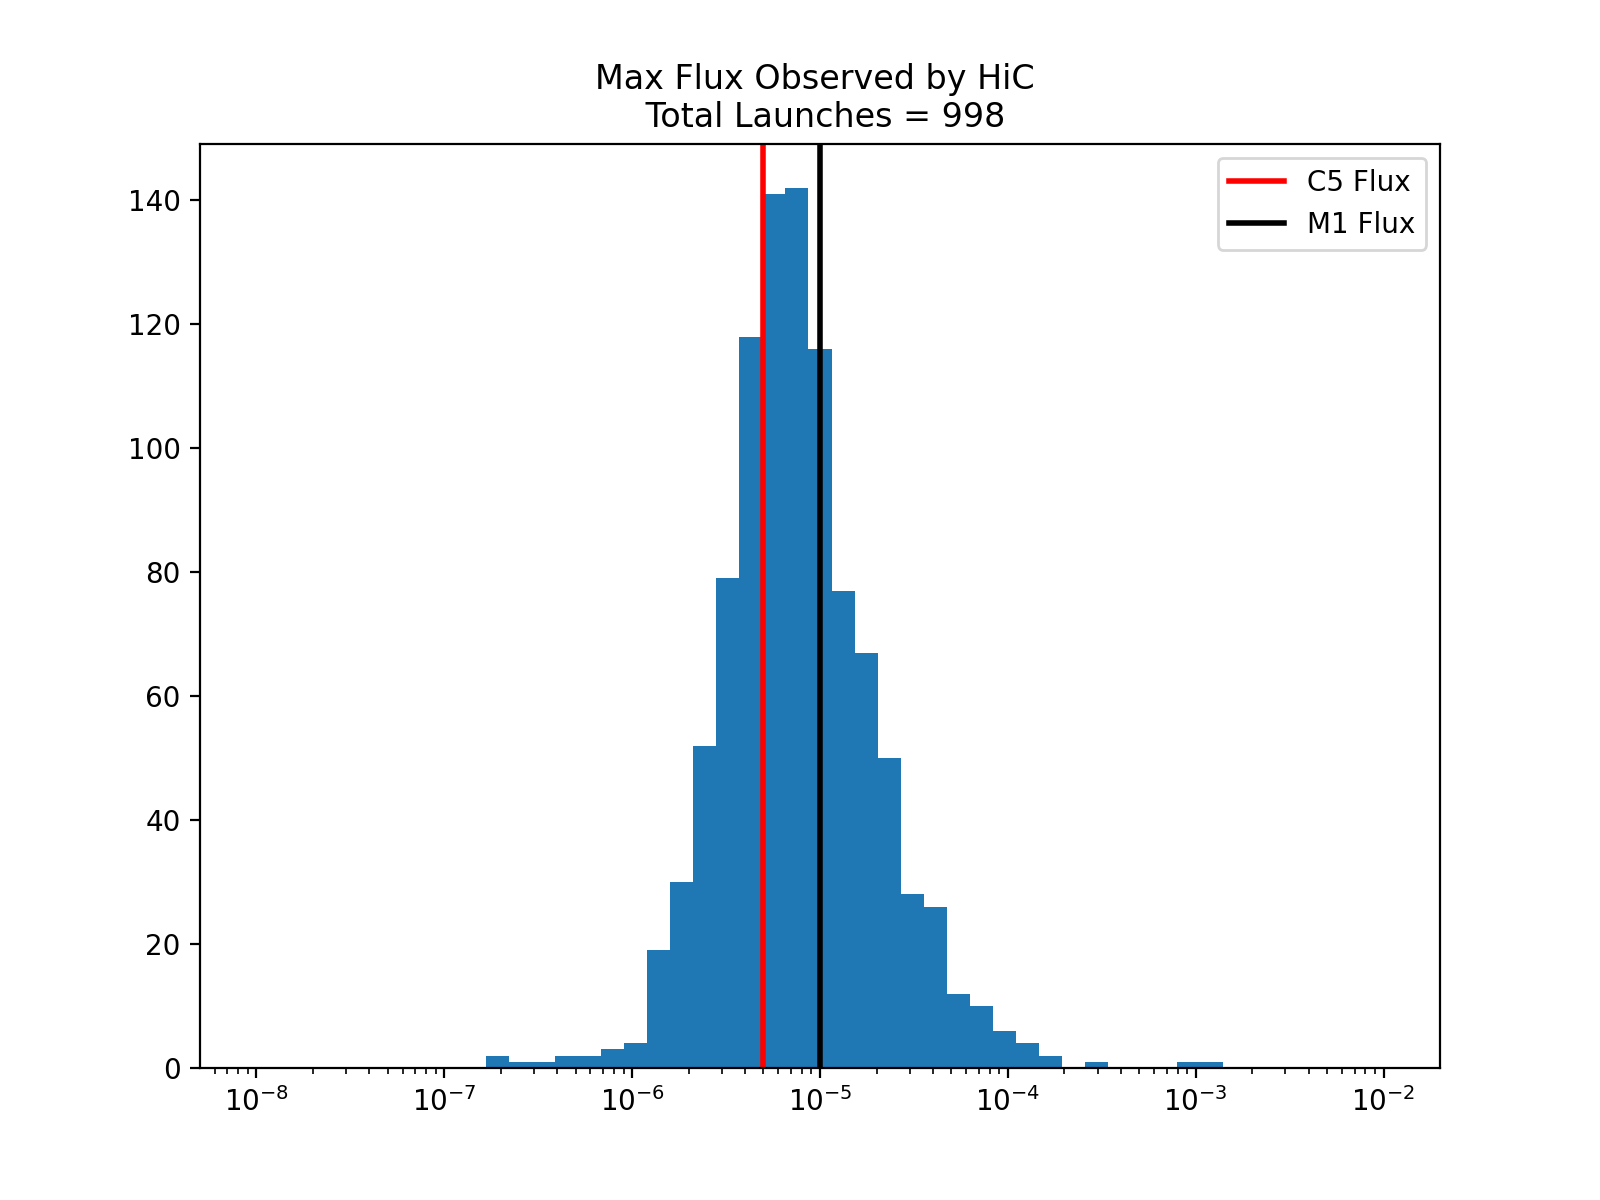 Max Flux Observed by HiC
Total Launches = 998
C5 Flux
M1 Flux
140
120
100
80
60
40
20
0
10⁻⁸ 10⁻⁷ 10⁻⁶ 10⁻⁵ 10⁻⁴ 10⁻³ 10⁻²